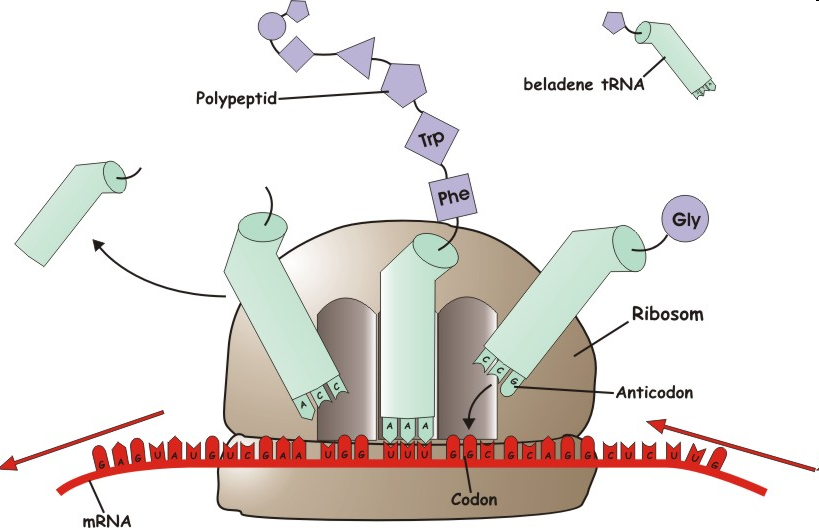 Polypeptid
beladene tRNA
Trp
Phe
Gly
Ribosom
C C G
Anticodon
A C C
A A A
G A G U A U G U C G A A U G G U U U G G C G C A G G C U C U U G
Codon
mRNA